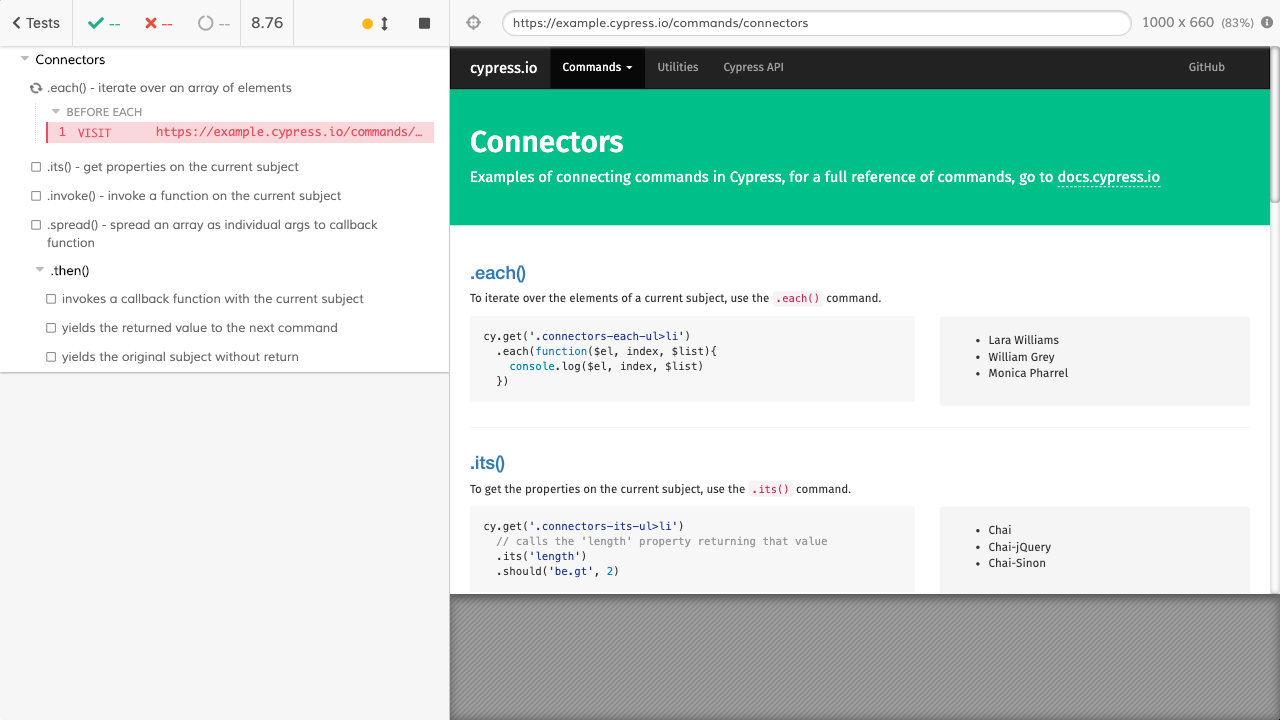 Tests
--
--
--
8.76
https://example.cypress.io/commands/connectors
1000 x 660 (83%)
Connectors
.each() - iterate over an array of elements
BEFORE EACH
1 VISIT https://example.cypress.io/commands/…
.its() - get properties on the current subject
.invoke() - invoke a function on the current subject
.spread() - spread an array as individual args to callback
function
.then()
invokes a callback function with the current subject
yields the returned value to the next command
yields the original subject without return
cypress.io
Commands
Utilities
Cypress API
GitHub
Connectors
Examples of connecting commands in Cypress, for a full reference of commands, go to docs.cypress.io
.each()
To iterate over the elements of a current subject, use the .each() command.
cy.get('.connectors-each-ul>li')
.each(function($el, index, $list){
console.log($el, index, $list)
})
Lara Williams
William Grey
Monica Pharrel
.its()
To get the properties on the current subject, use the .its() command.
cy.get('.connectors-its-ul>li')
// calls the 'length' property returning that value
.its('length')
.should('be.gt', 2)
Chai
Chai-jQuery
Chai-Sinon